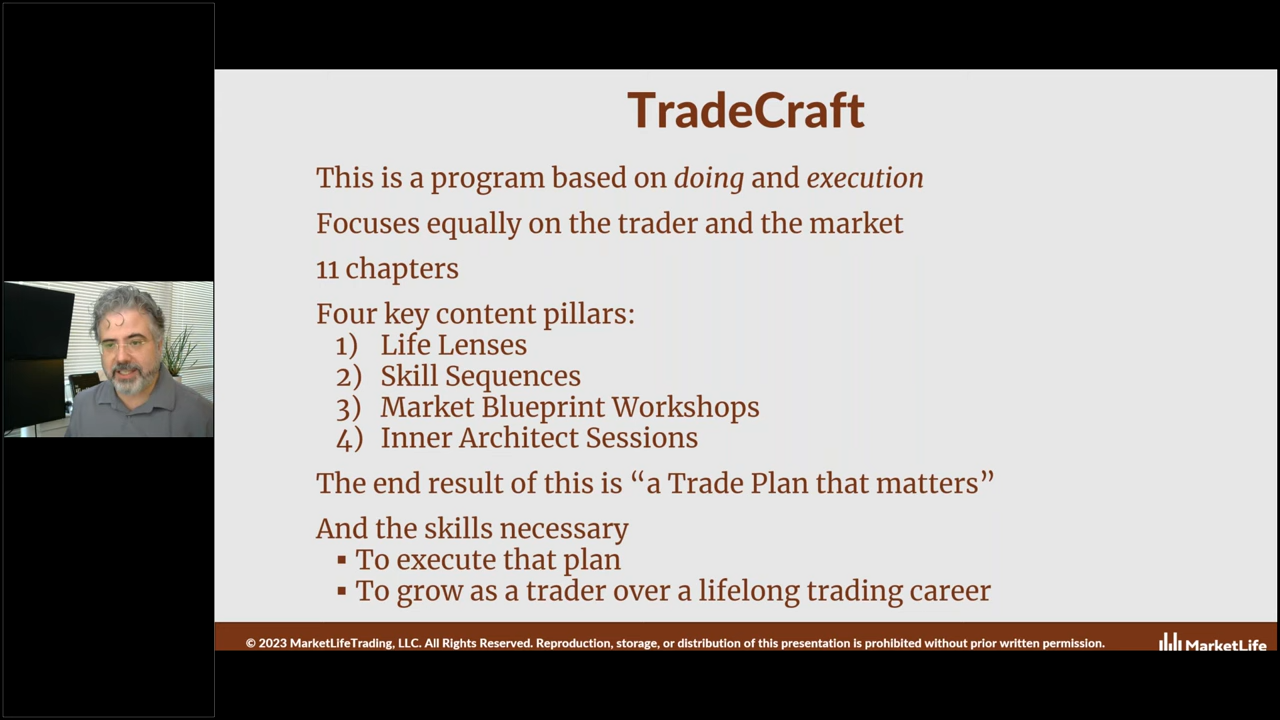 TradeCraft
This is a program based on doing and execution
Focuses equally on the trader and the market
11 chapters
Four key content pillars:
1) Life Lenses
2) Skill Sequences
3) Market Blueprint Workshops
4) Inner Architect Sessions
The end result of this is “a Trade Plan that matters”
And the skills necessary
▪ To execute that plan
▪ To grow as a trader over a lifelong trading career
© 2023 MarketLifeTrading, LLC. All Rights Reserved. Reproduction, storage, or distribution of this presentation is prohibited without prior written permission.
MarketLife